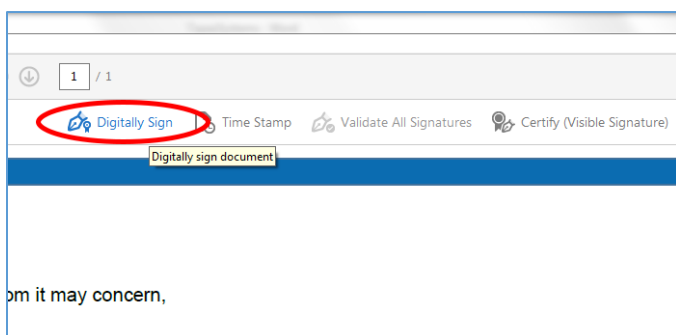 1 / 1
Digitally Sign Time Stamp Validate All Signatures Certify (Visible Signature)
Digitally sign document
om it may concern,